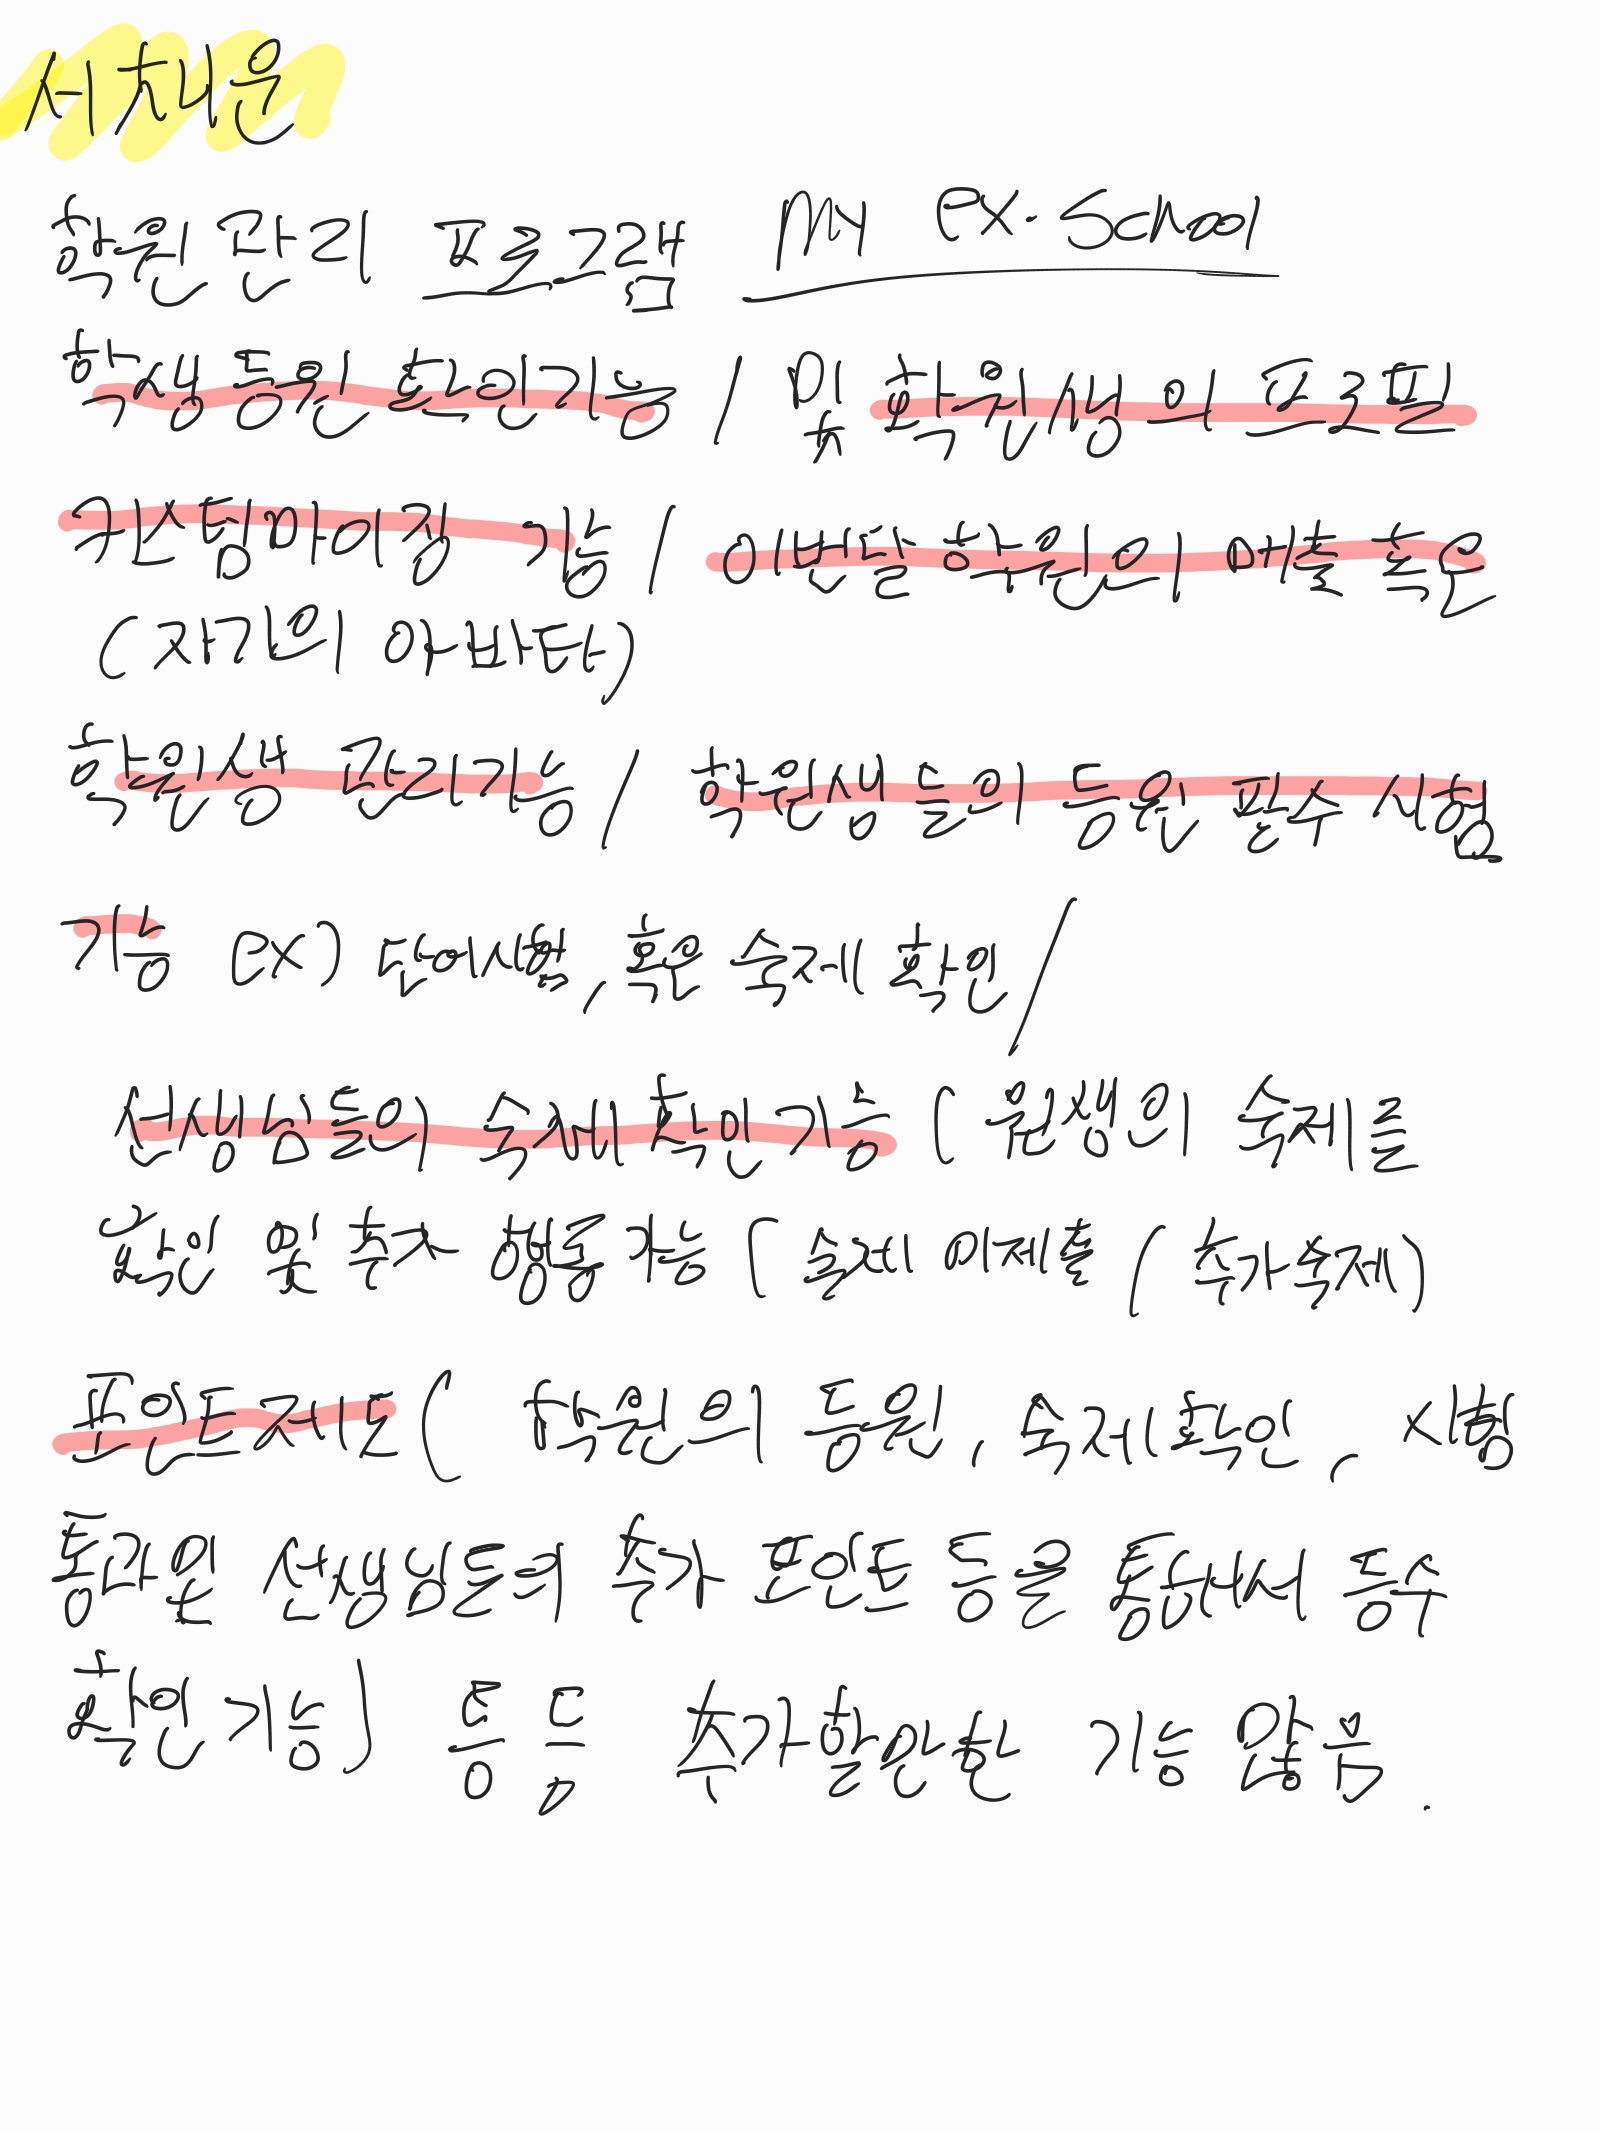 서치나운
학원 관리 프로그램 My ex. School
학생 등원 확인기능 / 및 학원생의 프로필
커스텀마이징 가능 / 이번달 학원의 매출
(자기의 아바타)
학원생 관리기능 / 학원생들의 등원 필수 시험
기능 ex) 단어시험, 혹은 숙제 확인 /
선생님들의 숙제 확인기능 (원생의 숙제를
확인 및 추가 행동 가능 (숙제 미제출 / 추가숙제)
포인트제도 ( 학원의 등원, 숙제확인, 시험
통과및 선생님들의 추가 포인트 등을 통해서 등수
확인 가능) 등등 추가할만한 기능 많음.